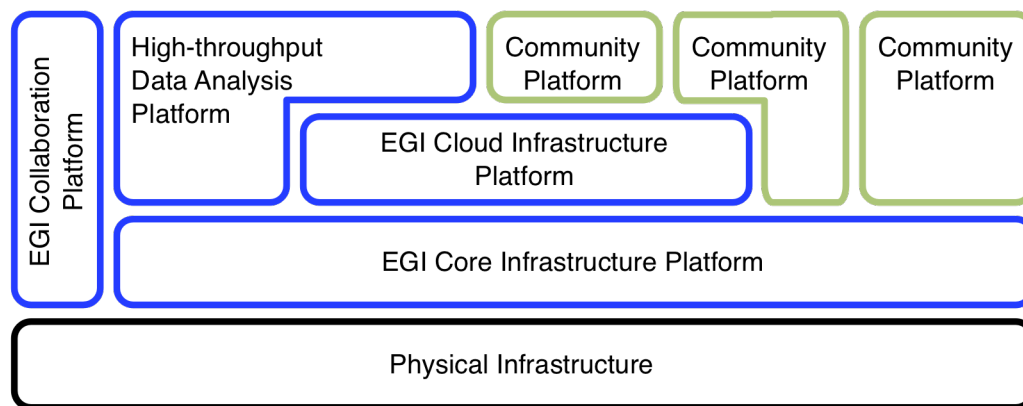 EGI Collaboration
Platform
High-throughput
Data Analysis
Platform
Community
Platform
Community
Platform
Community
Platform
EGI Cloud Infrastructure
Platform
EGI Core Infrastructure Platform
Physical Infrastructure